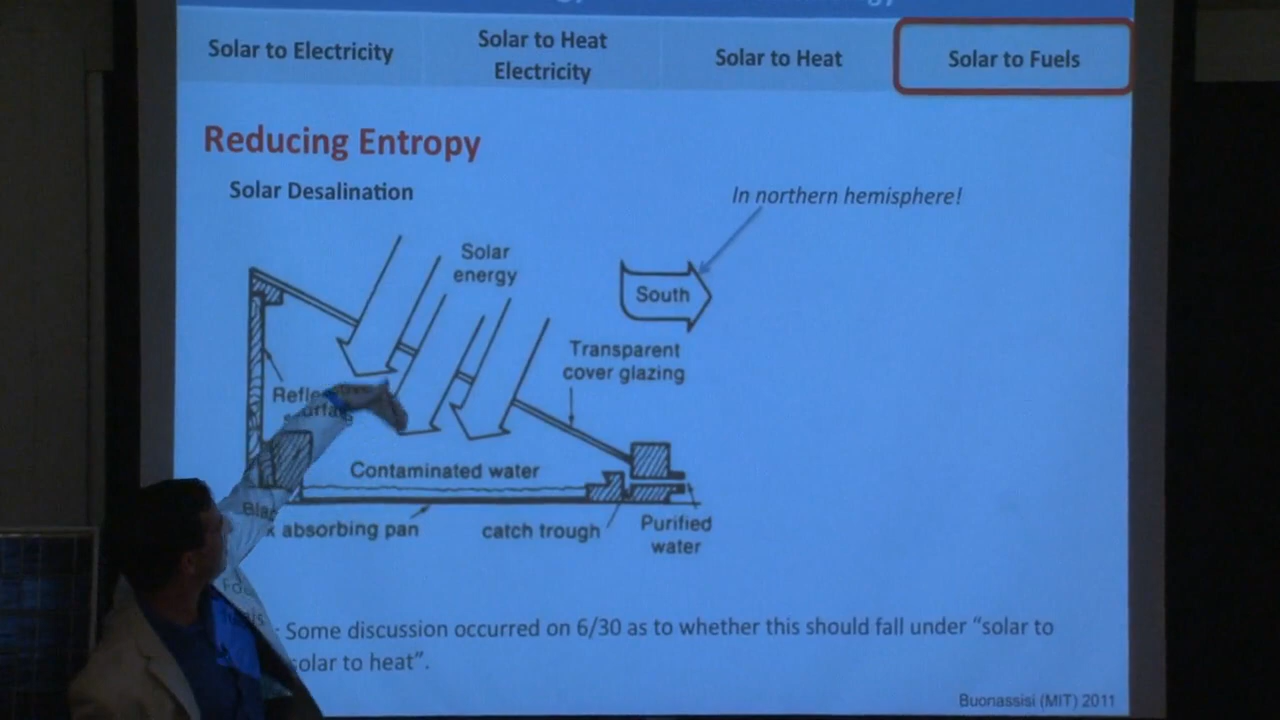 Solar to Electricity
Solar to Heat
Electricity
Solar to Heat
Solar to Fuels
Reducing Entropy
Solar Desalination
In northern hemisphere!
Solar
energy
South
Transparent
cover glazing
Contaminated water
absorbing pan
catch trough
Purified
water
Some discussion occurred on 6/30 as to whether this should fall under “solar to
solar to heat”.
Buonassisi (MIT) 2011